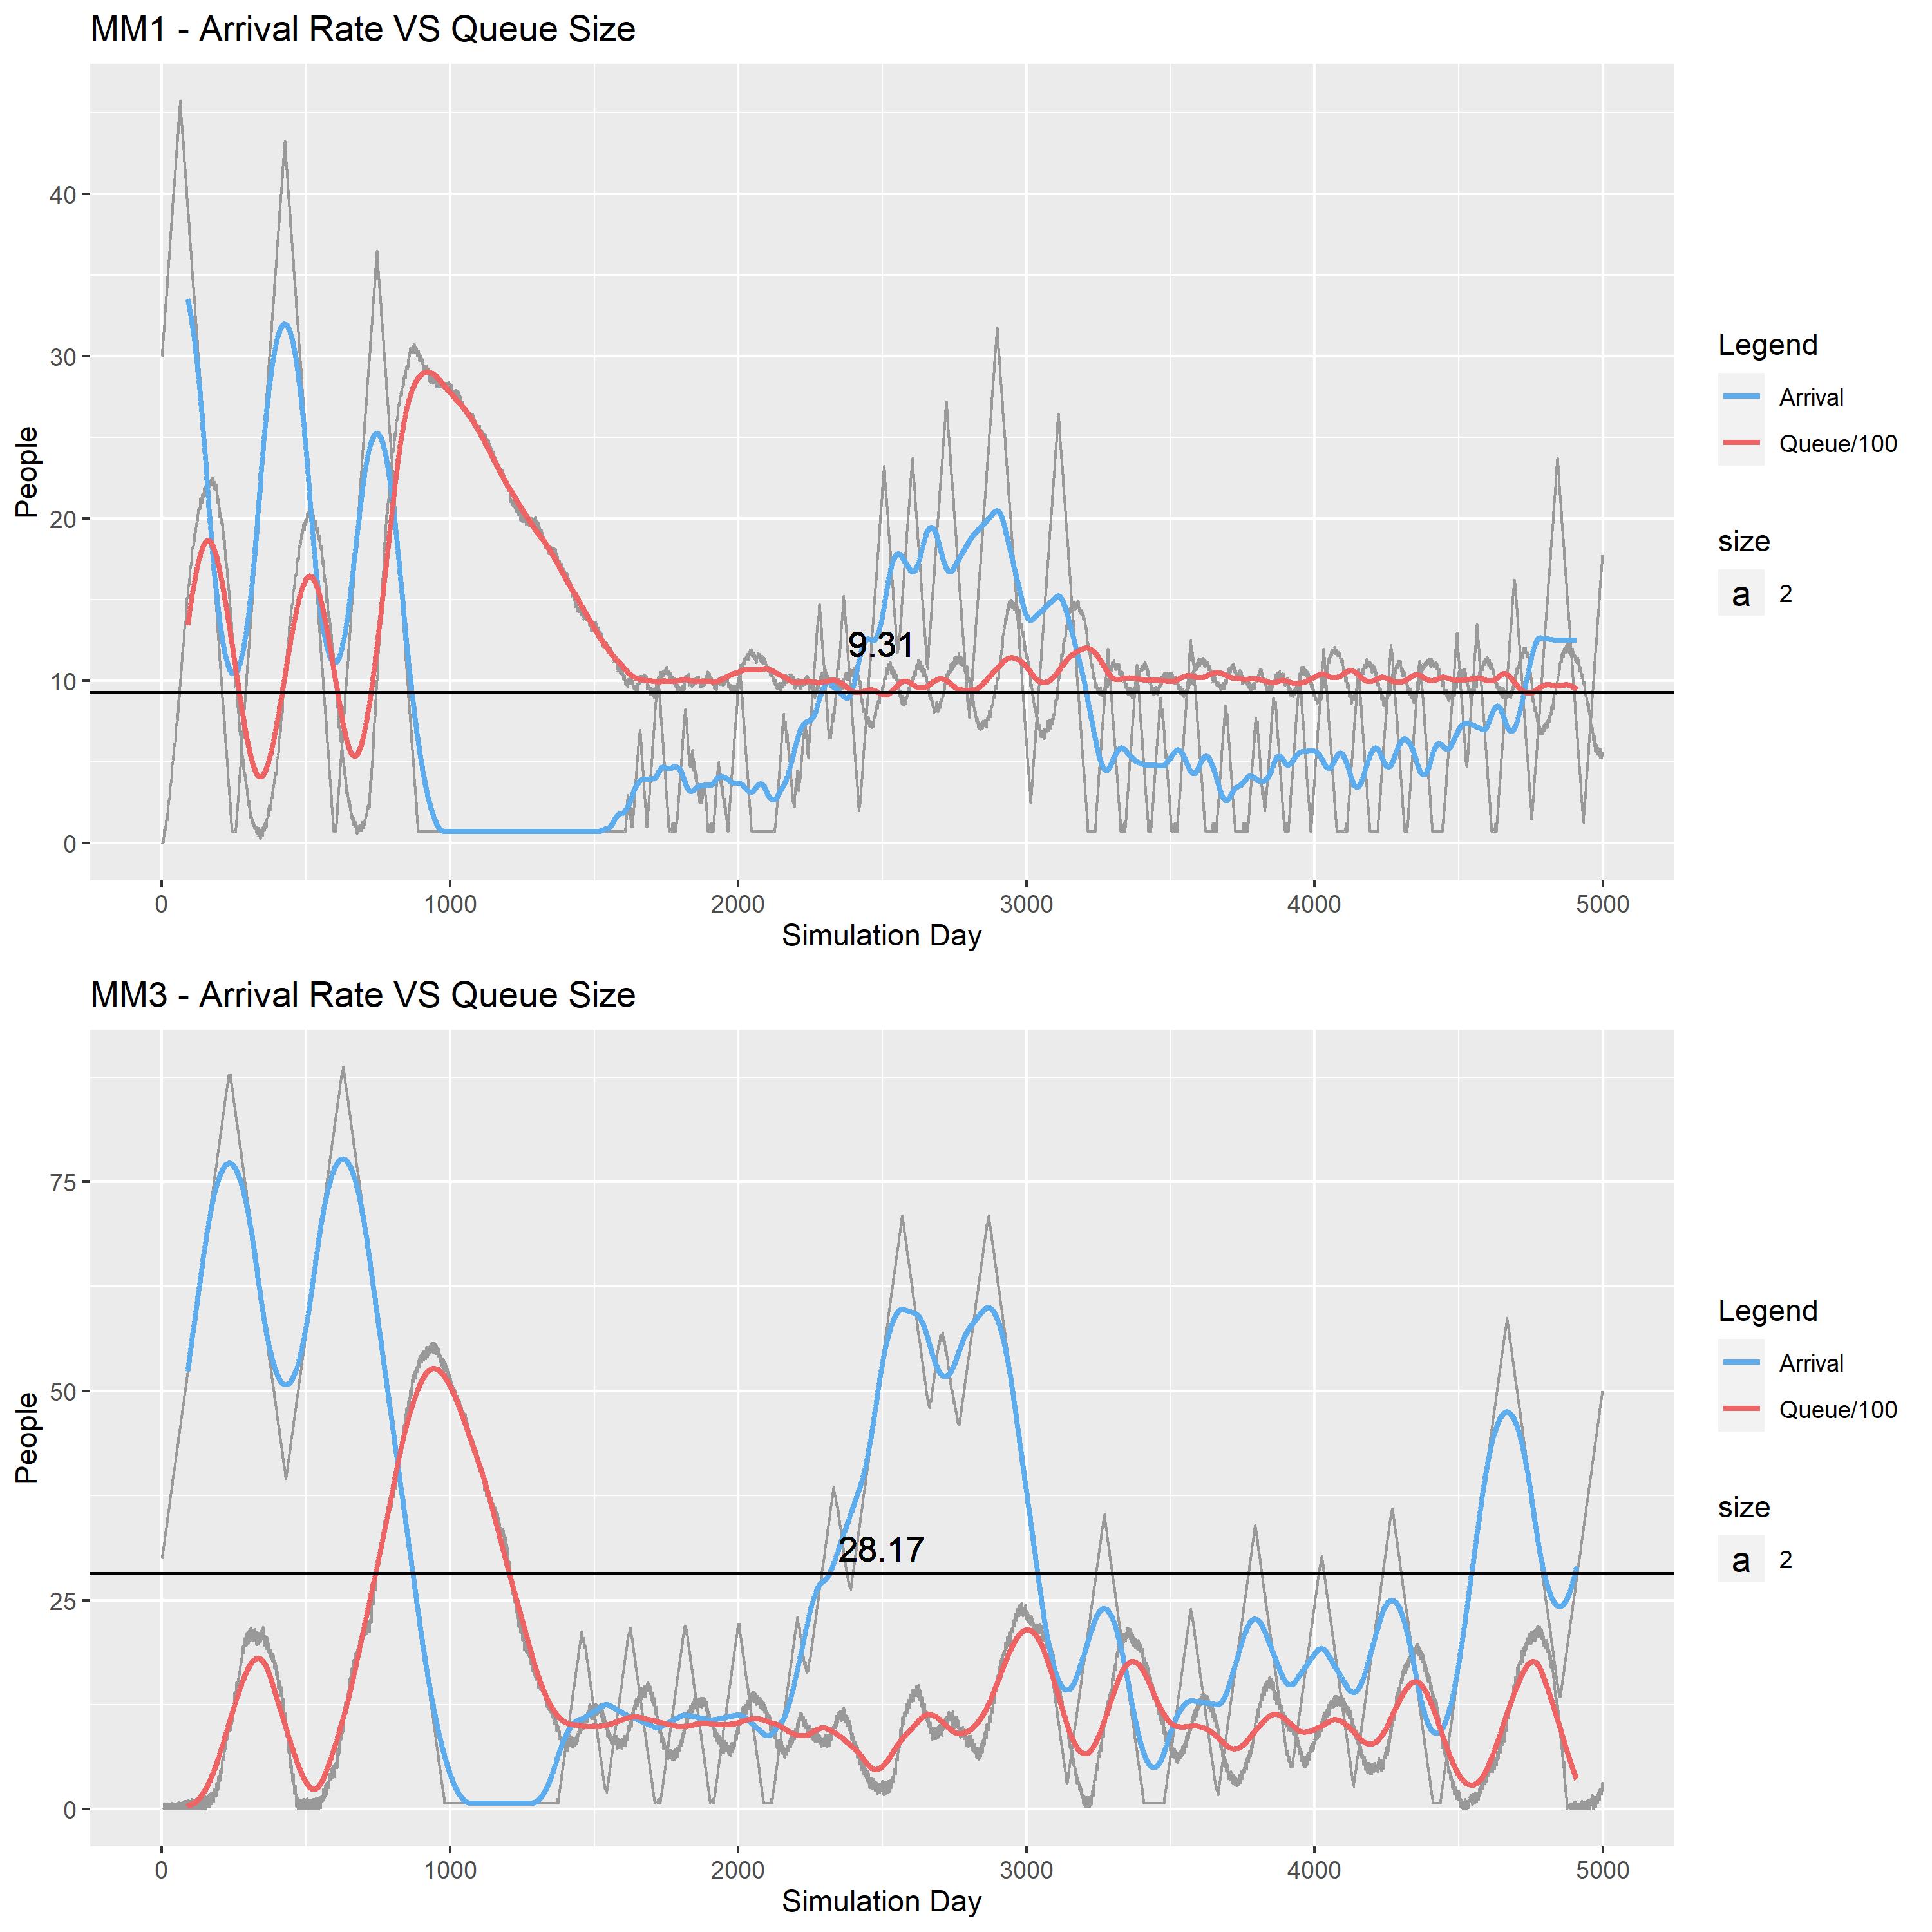 MM1 - Arrival Rate VS Queue Size
People
40
30
20
10
0
9.31
0 1000 2000 3000 4000 5000
Simulation Day
Legend
Arrival
Queue/100
size
a 2
MM3 - Arrival Rate VS Queue Size
People
75
50
25
0
28.17
0 1000 2000 3000 4000 5000
Simulation Day
Legend
Arrival
Queue/100
size
a 2